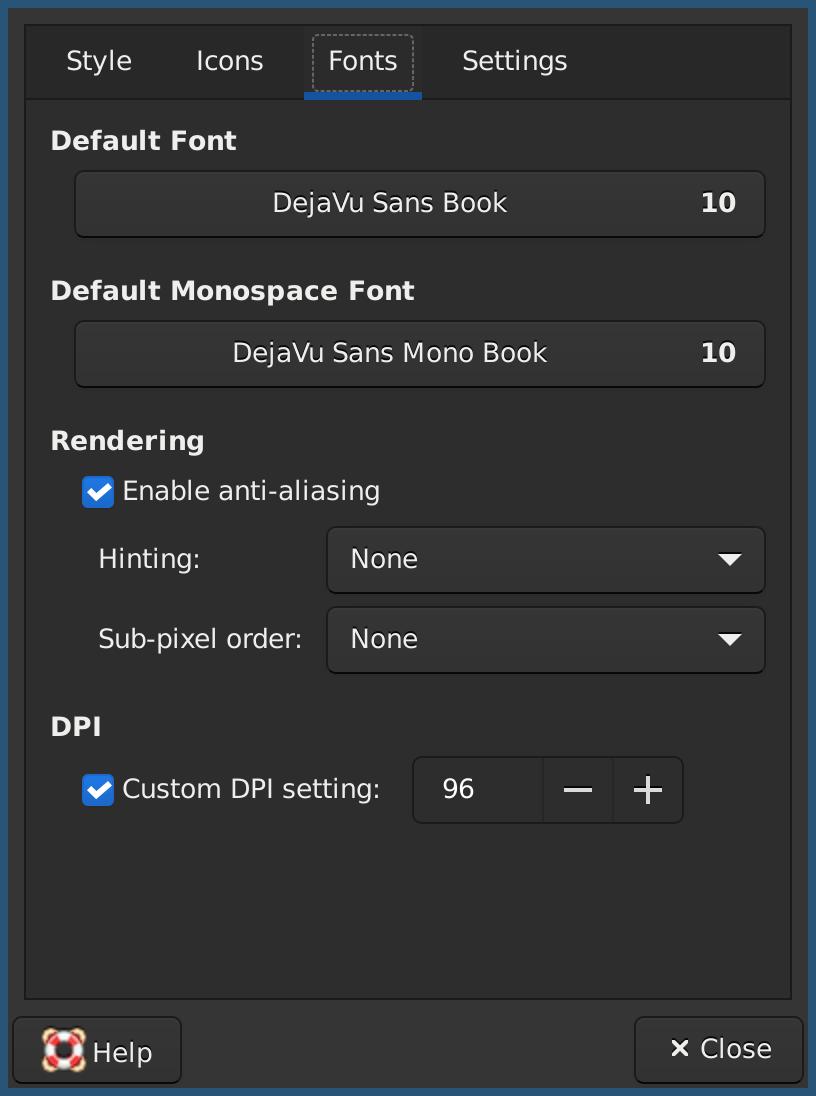 Style Icons Fonts Settings
Default Font
DejaVu Sans Book 10
Default Monospace Font
DejaVu Sans Mono Book 10
Rendering
Enable anti-aliasing
Hinting: None
Sub-pixel order: None
DPI
Custom DPI setting: 96
Help Close